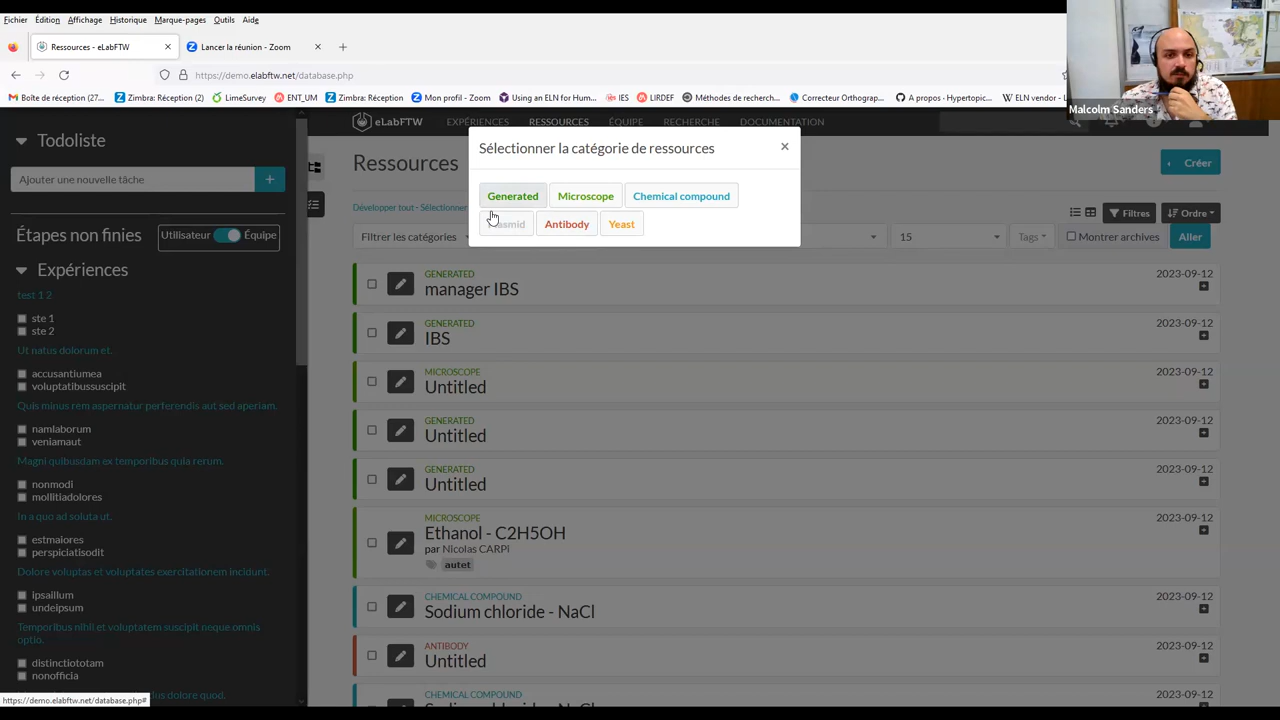 Fichier Édition Affichage Historique Marque-pages Outils Aide
Ressources - eLabFTW
Lancer la réunion - Zoom
https://demo.elabftw.net/database.php
Boîte de réception (27...
Zimbra: Réception (2)
LimeSurvey
ENT_UM
Zimbra: Réception
Mon profil - Zoom
Using an ELN for Hum...
IES
LIRDEF
Méthodes de recherc...
Correcteur Orthograp...
A propos · Hypertopic...
ELN vendor -
Malcolm Sanders
eLabFTW
EXPÉRIENCES
RESSOURCES
ÉQUIPE
RECHERCHE
DOCUMENTATION
Todoliste
Ajouter une nouvelle tâche
+
Étapes non finies
Utilisateur
Équipe
Expériences
test 1 2
ste 1
ste 2
Ut natus dolorum et.
accusantiumea
voluptatibussuscipit
Quis minus rem aspernatur perferendis aut sed aperiam.
namlaborum
veniamaut
Magni quibusdam ex temporibus quia rerum.
nonmodi
mollitiadolores
In a quo ad soluta ut.
estmaiores
perspiciatisodit
Dolore voluptas et voluptates exercitationem incidunt.
ipsaillum
undeipsum
Temporibus nihil et voluptatem suscipit neque omnis
optio.
distinctiototam
nonofficia
dolore quod.
https://demo.elabftw.net/database.php#
Sélectionner la catégorie de ressources
×
Generated
Microscope
Chemical compound
Antibody
Yeast
Ressources
Créer
Développer tout - Sélectionner
Filtres
Ordre
Filtrer les catégories
15
Tags
Montrer archives
Aller
GENERATED
manager IBS
2023-09-12
GENERATED
IBS
2023-09-12
MICROSCOPE
Untitled
2023-09-12
GENERATED
Untitled
2023-09-12
GENERATED
Untitled
2023-09-12
MICROSCOPE
Ethanol - C2H5OH
par Nicolas CARPI
autet
2023-09-12
CHEMICAL COMPOUND
Sodium chloride - NaCl
2023-09-12
ANTIBODY
Untitled
2023-09-12
CHEMICAL COMPOUND
2023-09-12